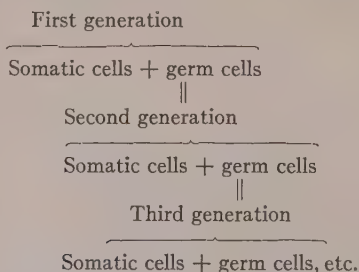 First generation
Somatic cells + germ cells
||
Second generation
Somatic cells + germ cells
||
Third generation
Somatic cells + germ cells, etc.